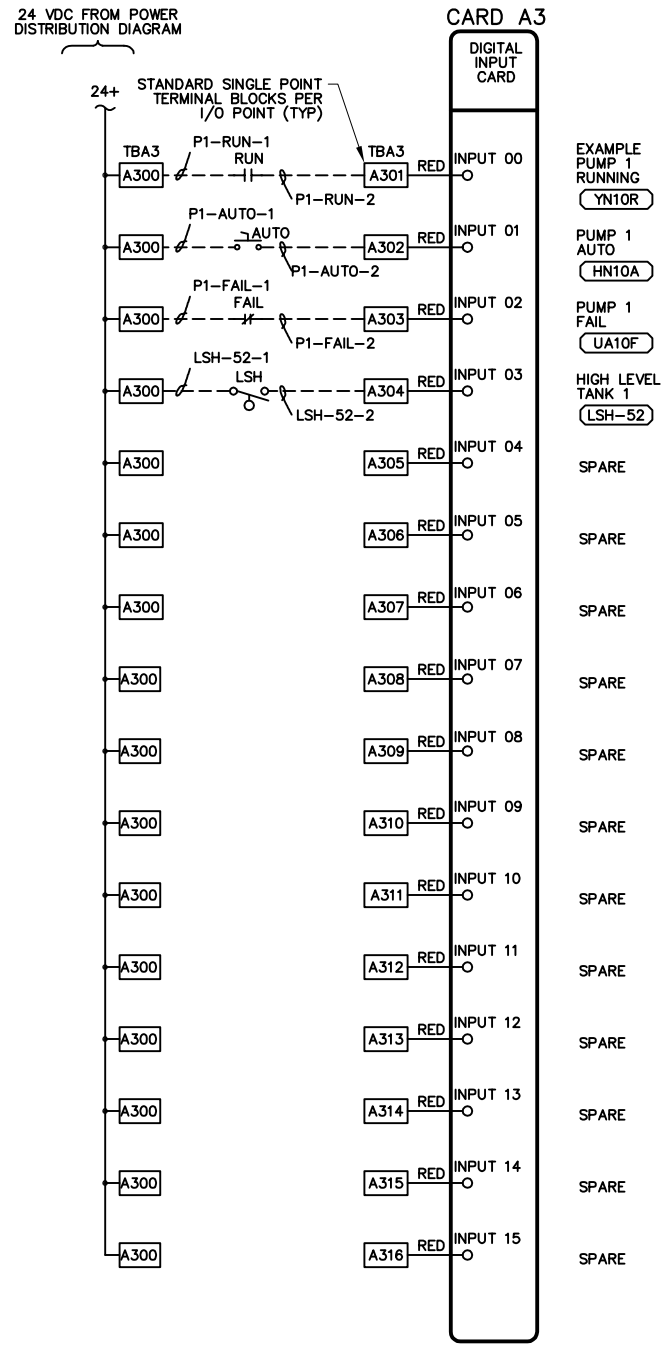 24 VDC FROM POWER
DISTRIBUTION DIAGRAM
CARD A3
DIGITAL
INPUT
CARD
24+
STANDARD SINGLE POINT
TERMINAL BLOCKS PER
I/O POINT (TYP)
TBA3
A300
P1-RUN-1
RUN
P1-RUN-2
TBA3
A301
RED
INPUT 00
EXAMPLE
PUMP 1
RUNNING
YN10R
A300
P1-AUTO-1
AUTO
P1-AUTO-2
A302
RED
INPUT 01
PUMP 1
AUTO
HN10A
A300
P1-FAIL-1
FAIL
P1-FAIL-2
A303
RED
INPUT 02
PUMP 1
FAIL
UA10F
A300
LSH-52-1
LSH
LSH-52-2
A304
RED
INPUT 03
HIGH LEVEL
TANK 1
LSH-52
A300
A305
RED
INPUT 04
SPARE
A300
A306
RED
INPUT 05
SPARE
A300
A307
RED
INPUT 06
SPARE
A300
A308
RED
INPUT 07
SPARE
A300
A309
RED
INPUT 08
SPARE
A300
A310
RED
INPUT 09
SPARE
A300
A311
RED
INPUT 10
SPARE
A300
A312
RED
INPUT 11
SPARE
A300
A313
RED
INPUT 12
SPARE
A300
A314
RED
INPUT 13
SPARE
A300
A315
RED
INPUT 14
SPARE
A300
A316
RED
INPUT 15
SPARE